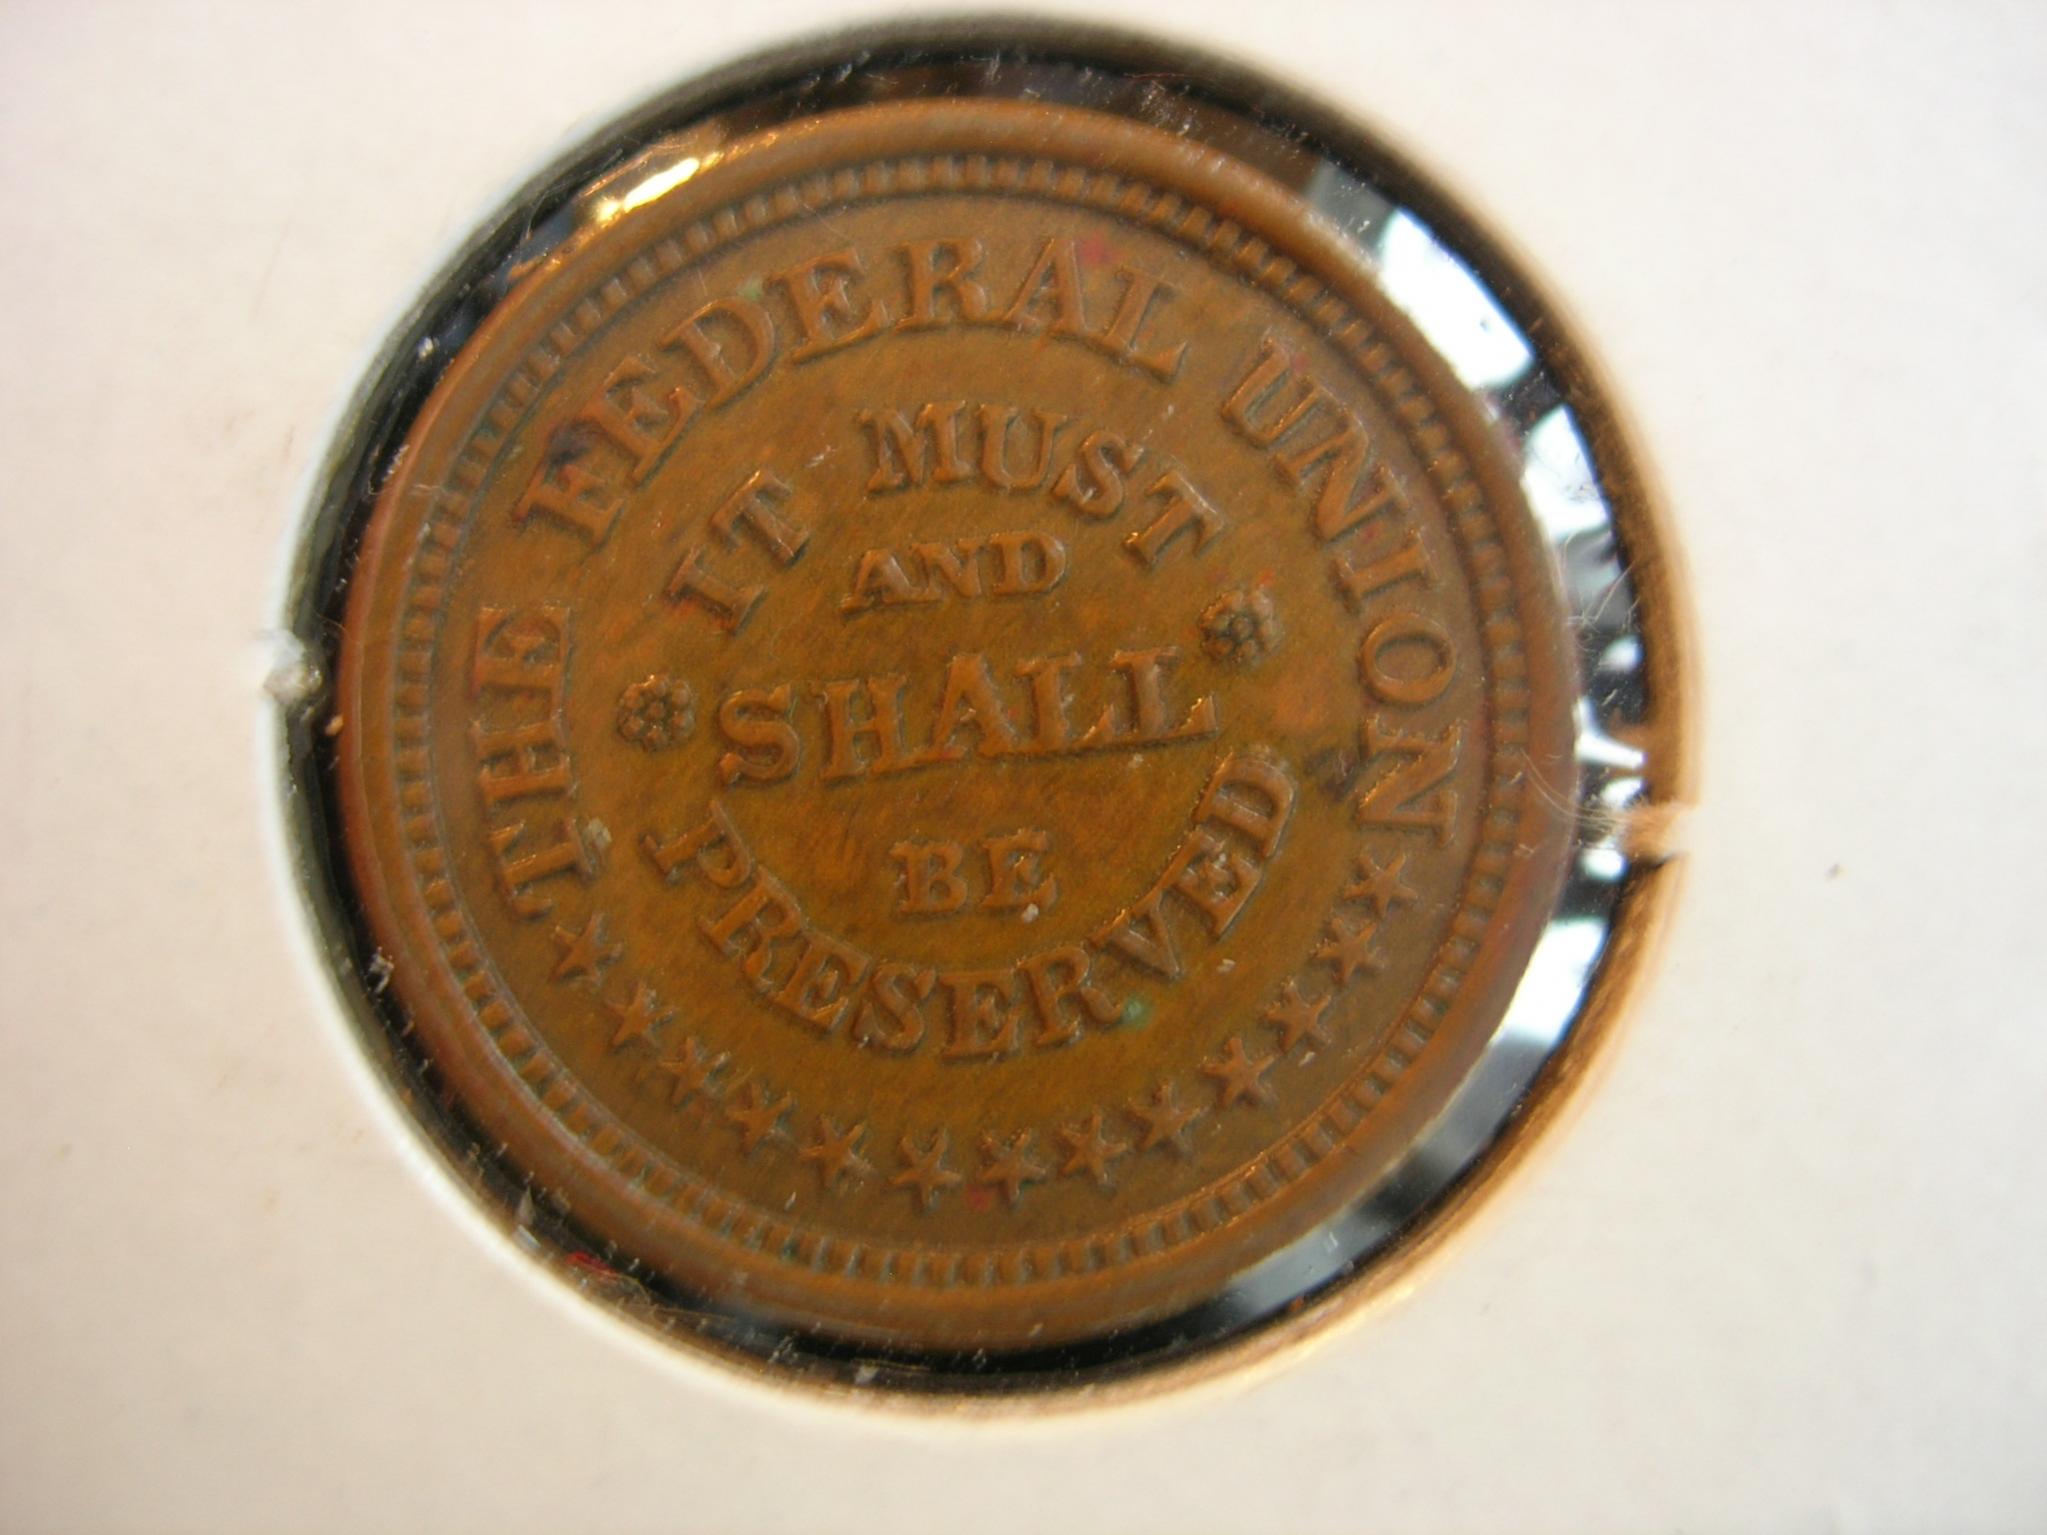 THE FEDERAL UNION
IT MUST
AND
SHALL
BE
PRESERVED